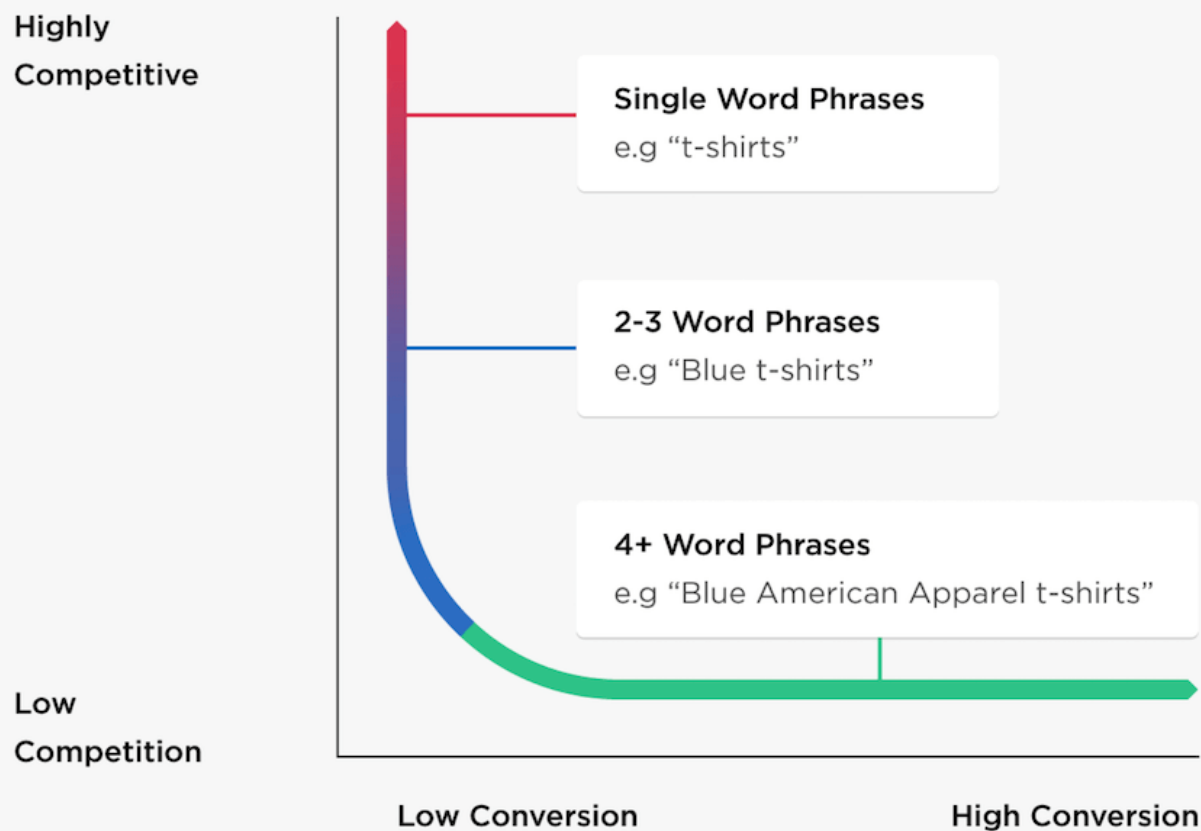 Highly
Competitive
Single Word Phrases
e.g “t-shirts”
2-3 Word Phrases
e.g “Blue t-shirts”
4+ Word Phrases
e.g “Blue American Apparel t-shirts”
Low
Competition
Low Conversion
High Conversion